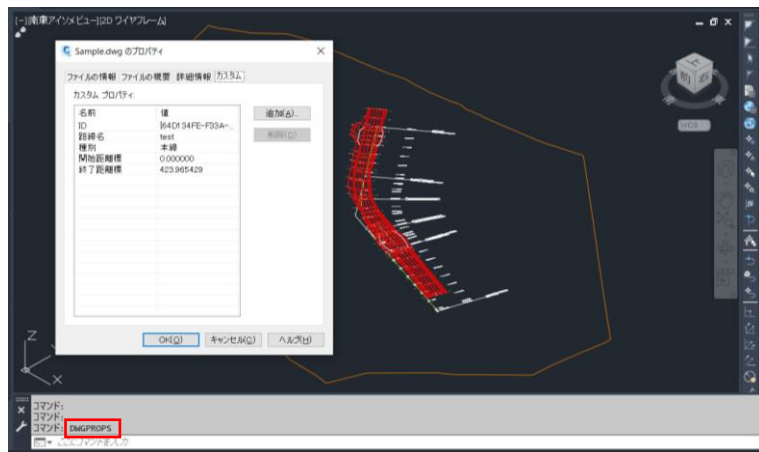 [-][南東アイソメビュー][2D ワイヤフレーム]
Sample.dwg のプロパティ
ファイルの情報 ファイルの概要 詳細情報 カスタム
カスタム プロパティ:
名前 値
ID {64D134FE-F33A-...
路線名 test
種別 本線
開始距離標 0.000000
終了距離標 423.965429
追加(A)...
削除(D)
OK(O) キャンセル(C) ヘルプ(H)
上
前 右
WCS
Z
X
コマンド:
コマンド:
コマンド: DWGPROPS
ここにコマンドを入力